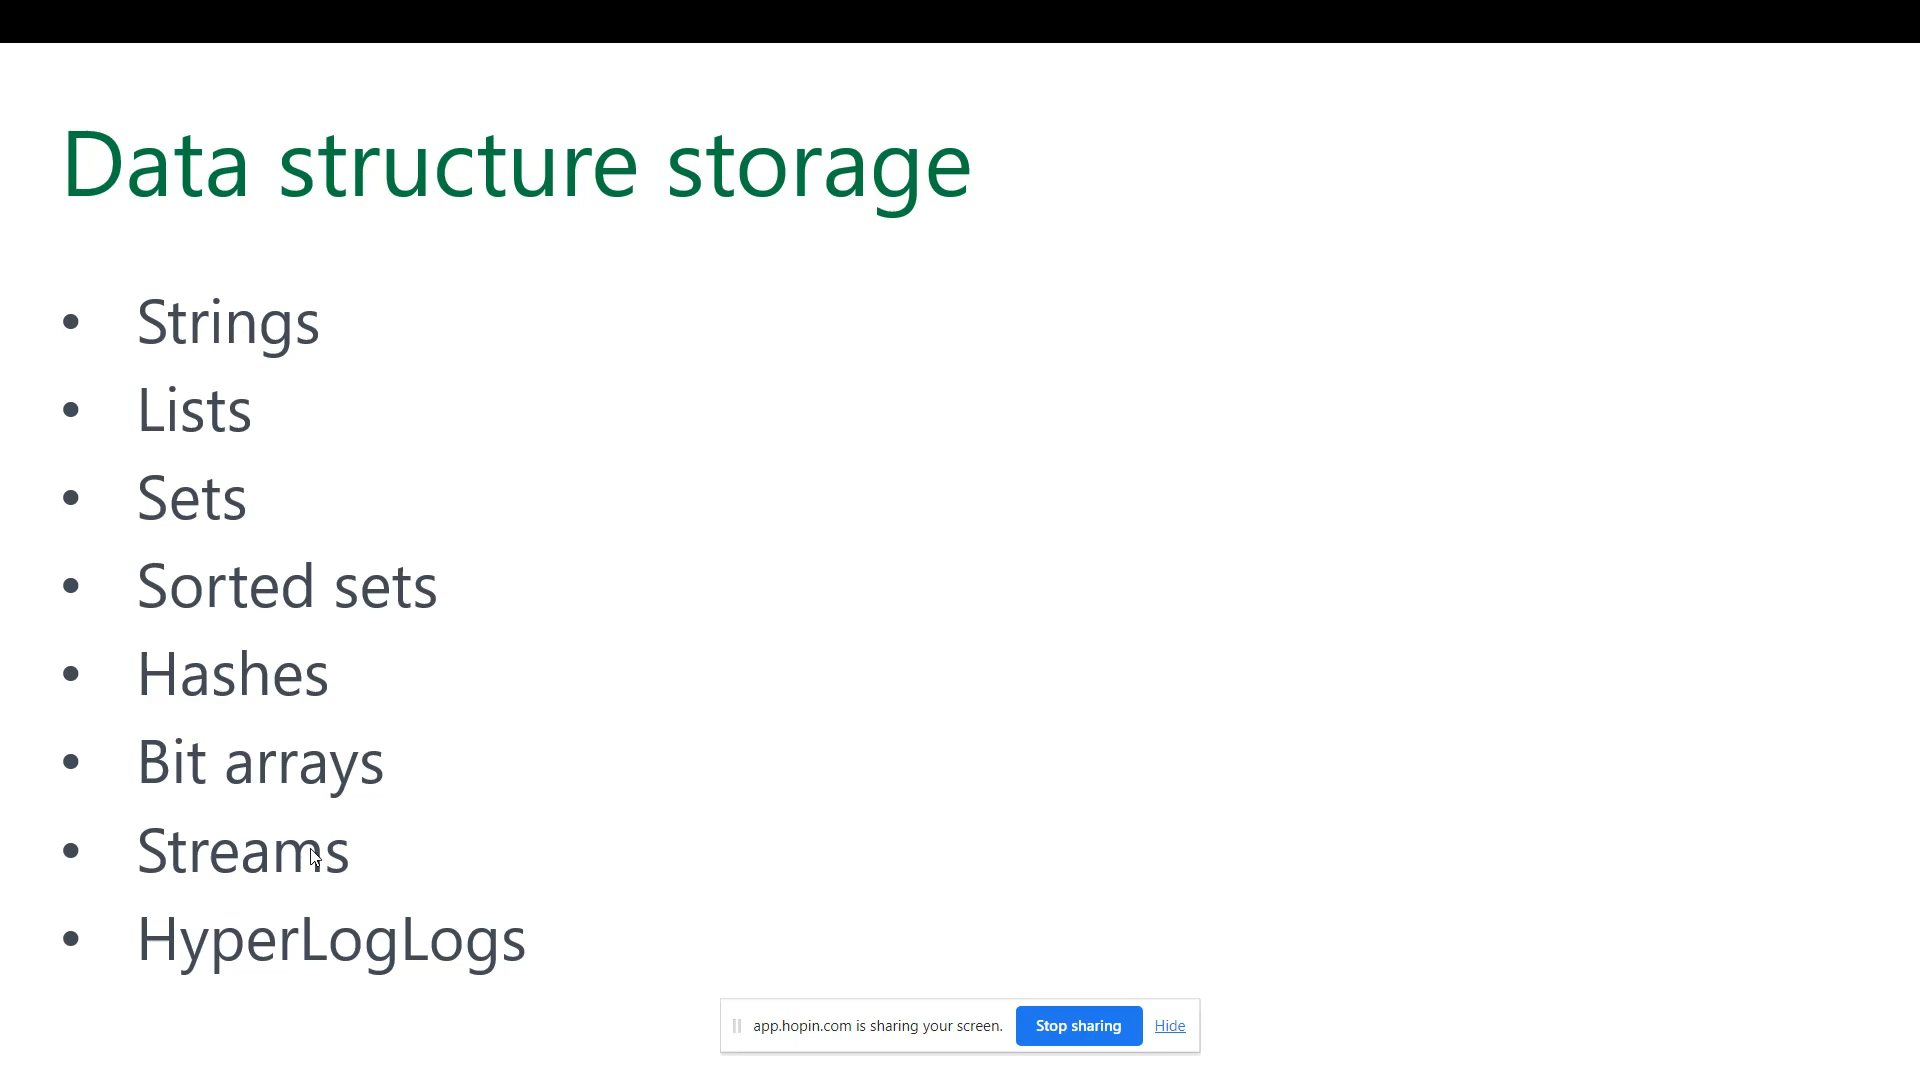 Data structure storage
• Strings
• Lists
• Sets
• Sorted sets
• Hashes
• Bit arrays
• Streams
• HyperLogLogs
app.hopin.com is sharing your screen. Stop sharing Hide